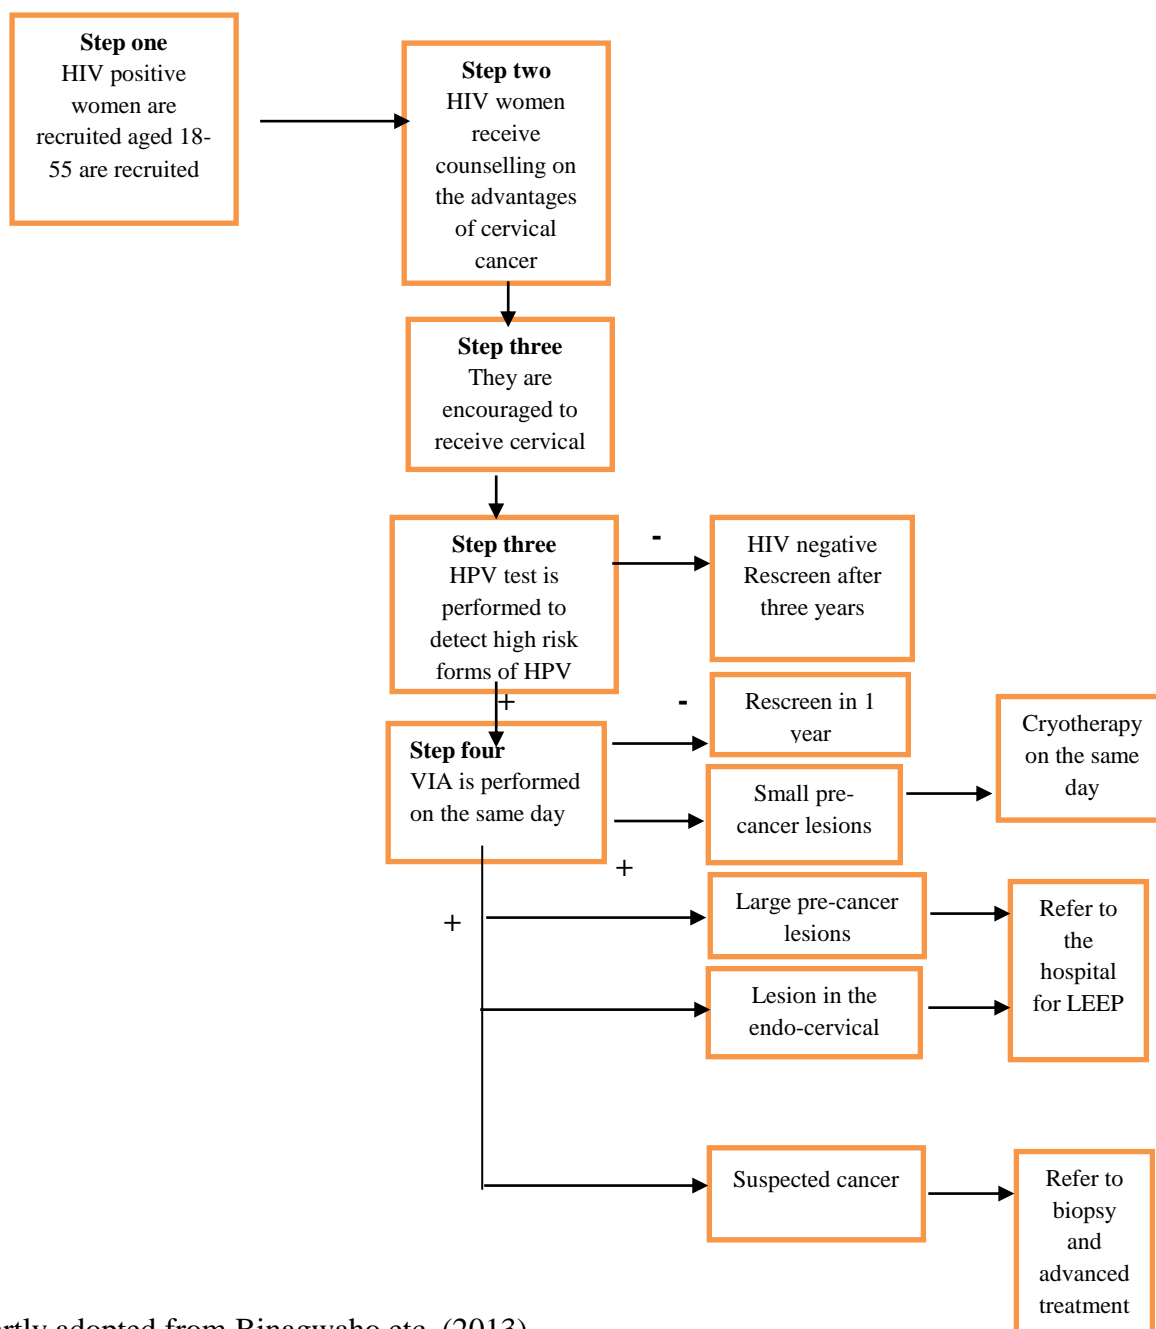 Step one
HIV positive
women are
recruited aged 18-
55 are recruited
Step two
HIV women
receive
counselling on
the advantages
of cervical
cancer
Step three
They are
encouraged to
receive cervical
Step three
HPV test is
performed to
detect high risk
forms of HPV
-
HIV negative
Rescreen after
three years
+
-
Rescreen in 1
year
Step four
VIA is performed
on the same day
Small pre-
cancer lesions
Cryotherapy
on the same
day
+
+
Large pre-cancer
lesions
Lesion in the
endo-cervical
Refer to
the
hospital
for LEEP
Suspected cancer
Refer to
biopsy
and
advanced
treatment
adopted from Binagwaho etc. (2013)